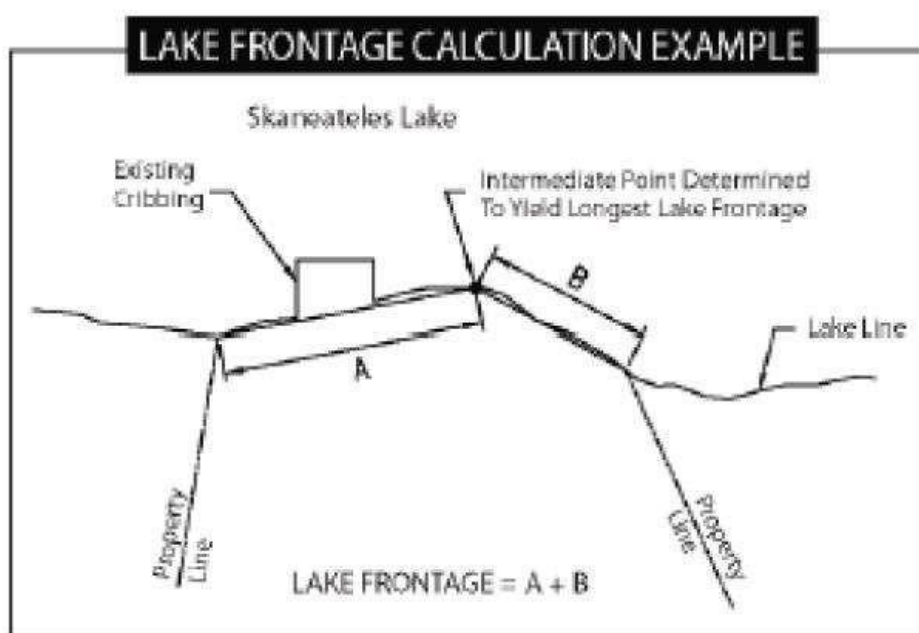 LAKE FRONTAGE CALCULATION EXAMPLE
Skaneateles Lake
Existing
Cribbing
Intermediate Point Determined
To Yield Longest Lake Frontage
B
Lake Line
A
Property
Line
Property
Line
LAKE FRONTAGE = A + B